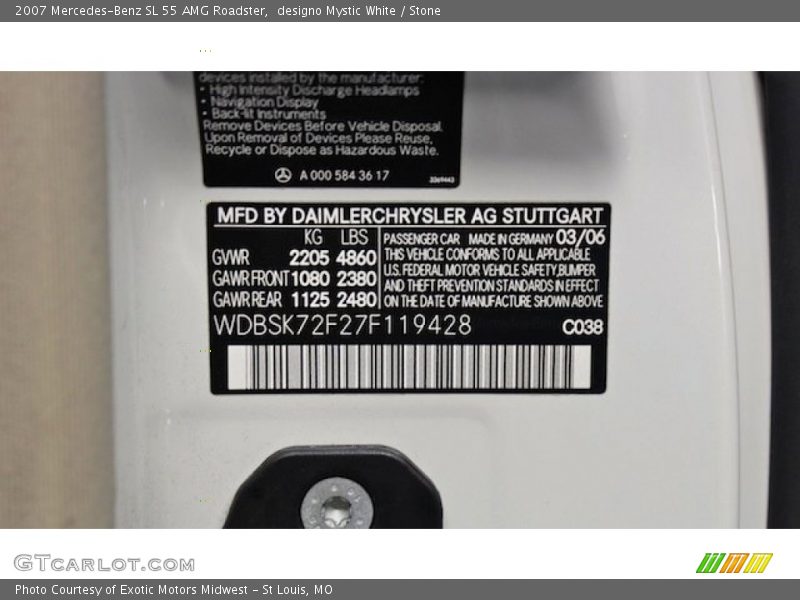 2007 Mercedes-Benz SL 55 AMG Roadster,  designo Mystic White / Stone
devices installed by the manufacturer:
• High Intensity Discharge Headlamps
• Navigation Display
• Back-lit Instruments
Remove Devices Before Vehicle Disposal.
Upon Removal of Devices Please Reuse,
Recycle or Dispose as Hazardous Waste.
A 000 584 36 17
MFD BY DAIMLERCHRYSLER AG STUTTGART
KG LBS
GVWR 2205 4860
GAWR FRONT 1080 2380
GAWR REAR 1125 2480
PASSENGER CAR MADE IN GERMANY 03/06
THIS VEHICLE CONFORMS TO ALL APPLICABLE
U.S. FEDERAL MOTOR VEHICLE SAFETY, BUMPER
AND THEFT PREVENTION STANDARDS IN EFFECT
ON THE DATE OF MANUFACTURE SHOWN ABOVE
WDBSK72F27F119428 C038
GTCARLOT.COM
Photo Courtesy of Exotic Motors Midwest - St Louis, MO